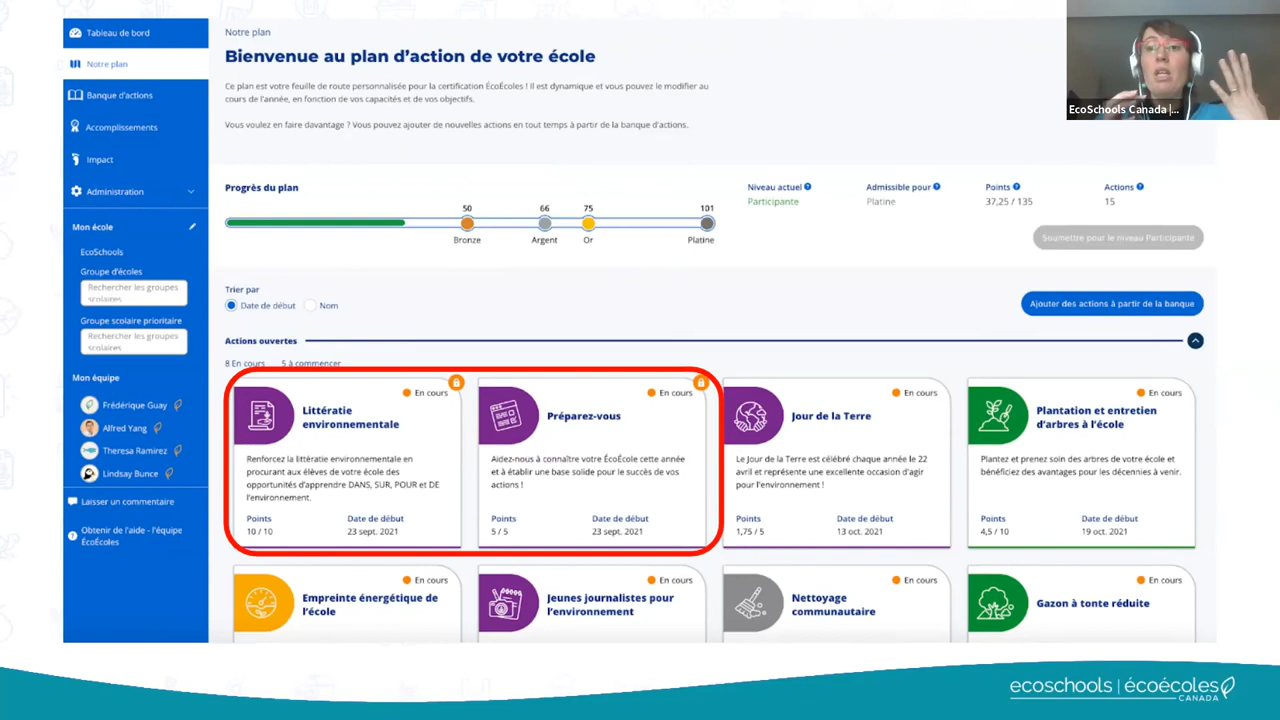 Tableau de bord
Notre plan
Banque d'actions
Accomplissements
Impact
Administration
Mon école
EcoSchools
Groupe d'écoles
Rechercher les groupes
scolaires
Groupe scolaire prioritaire
Rechercher les groupes
scolaires
Mon équipe
Frédérique Guay
Alfred Yang
Theresa Ramirez
Lindsay Bunce
Laisser un commentaire
Obtenir de l'aide - l'équipe
ÉcoÉcoles
Notre plan
Bienvenue au plan d'action de votre école
Ce plan est votre feuille de route personnalisée pour la certification ÉcoÉcoles ! Il est dynamique et vous pouvez le modifier au
cours de l'année, en fonction de vos capacités et de vos objectifs.
Vous voulez en faire davantage ? Vous pouvez ajouter de nouvelles actions en tout temps à partir de la banque d'actions.
EcoSchools Canada |...
Progrès du plan
50 66 75 101
Bronze Argent Or Platine
Niveau actuel ? Admissible pour ? Points ? Actions ?
Participante Platine 37,25 / 135 15
Soumettre pour le niveau Participante
Trier par
Date de début Nom
Ajouter des actions à partir de la banque
Actions ouvertes
8 En cours 5 à commencer
En cours
Littératie
environnementale
Renforcez la littératie environnementale en
procurant aux élèves de votre école des
opportunités d'apprendre DANS, SUR, POUR et DE
l'environnement.
Points Date de début
10 / 10 23 sept. 2021
En cours
Préparez-vous
Aidez-nous à connaître votre ÉcoÉcole cette année
et à établir une base solide pour le succès de vos
actions !
Points Date de début
5 / 5 23 sept. 2021
En cours
Jour de la Terre
Le Jour de la Terre est célébré chaque année le 22
avril et représente une excellente occasion d'agir
pour l'environnement !
Points Date de début
1,75 / 5 13 oct. 2021
En cours
Plantation et entretien
d'arbres à l'école
Plantez et prenez soin des arbres de votre école et
bénéficiez des avantages pour les décennies à venir.
Points Date de début
4,5 / 10 19 oct. 2021
En cours
Empreinte énergétique de
l'école
En cours
Jeunes journalistes pour
l'environnement
En cours
Nettoyage
communautaire
En cours
Gazon à tonte réduite
ecoschools | écoécoles
CANADA